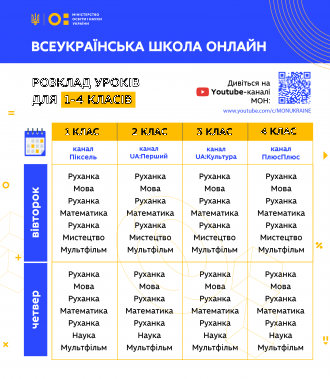 МІНІСТЕРСТВО
ОСВІТИ І НАУКИ
УКРАЇНИ
ВСЕУКРАЇНСЬКА ШКОЛА ОНЛАЙН
РОЗКЛАД УРОКІВ
ДЛЯ 1-4 КЛАСІВ
Дивіться на
Youtube-каналі
МОН:
www.youtube.com/c/MONUKRAINE
1 КЛАС 2 КЛАС 3 КЛАС 4 КЛАС
канал канал канал канал
Піксель UA:Перший UA:Культура ПлюсПлюс
вівторок
Руханка Руханка Руханка Руханка
Мова Мова Мова Мова
Руханка Руханка Руханка Руханка
Математика Математика Математика Математика
Руханка Руханка Руханка Руханка
Мистецтво Мистецтво Мистецтво Мистецтво
Мультфільм Мультфільм Мультфільм Мультфільм
четвер
Руханка Руханка Руханка Руханка
Мова Мова Мова Мова
Руханка Руханка Руханка Руханка
Математика Математика Математика Математика
Руханка Руханка Руханка Руханка
Наука Наука Наука Наука
Мультфільм Мультфільм Мультфільм Мультфільм